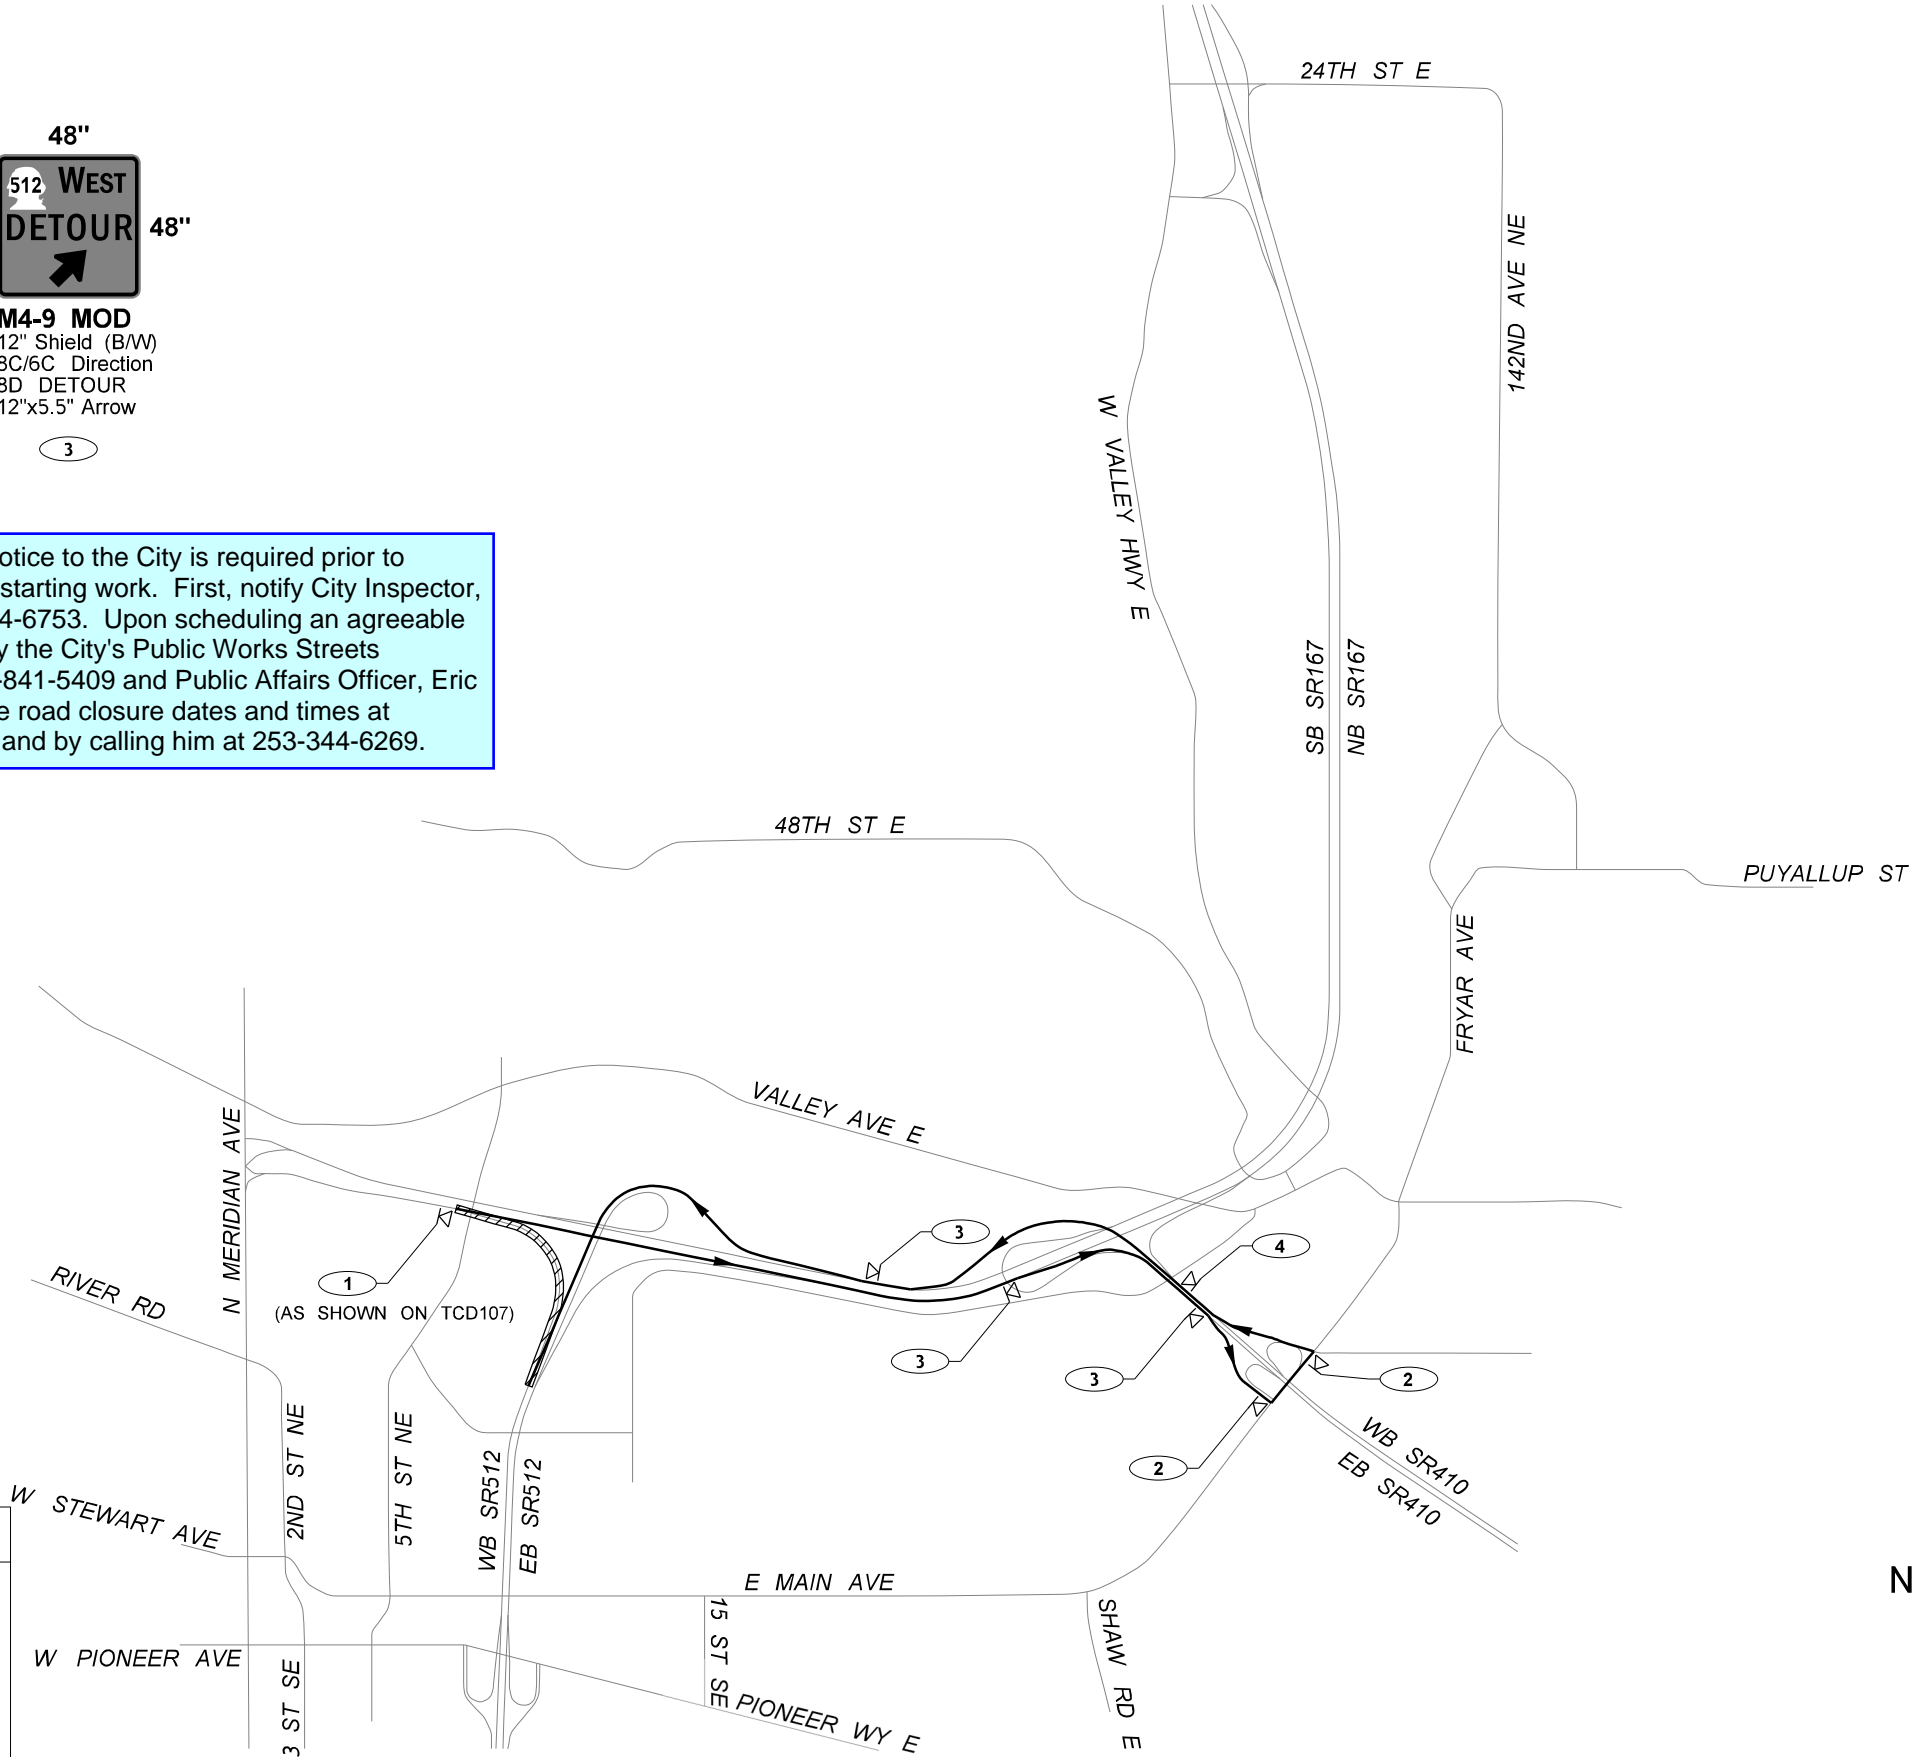 48"
512 WEST
DETOUR
48"
M4-9 MOD
12" Shield (B/W)
8C/6C Direction
8D DETOUR
12"x5.5" Arrow
3
otice to the City is required prior to
starting work. First, notify City Inspector,
4-6753. Upon scheduling an agreeable
y the City's Public Works Streets
-841-5409 and Public Affairs Officer, Eric
e road closure dates and times at
and by calling him at 253-344-6269.
24TH ST E
142ND AVE NE
W VALLEY HWY E
SB SR167
NB SR167
48TH ST E
PUYALLUP ST
FRYAR AVE
VALLEY AVE E
N MERIDIAN AVE
RIVER RD
1
(AS SHOWN ON TCD107)
3
4
3
3
2
2
2ND ST NE
5TH ST NE
WB SR512
EB SR512
WB SR410
EB SR410
W STEWART AVE
E MAIN AVE
N
W PIONEER AVE
3 ST SE
15 ST SE
PIONEER WY E
SHAW RD E